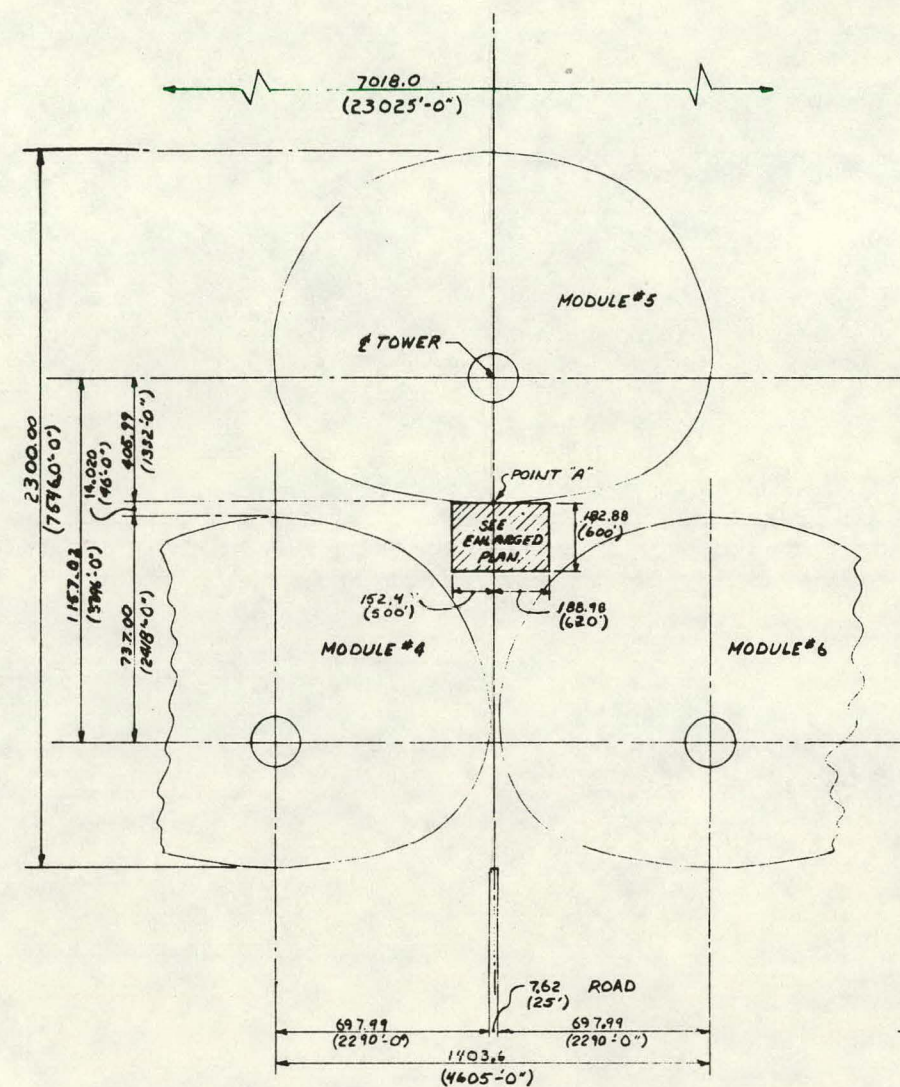 7018.0
(23025'-0")
MODULE #5
℄ TOWER
2300.00
(7546.0'-0")
1157.02
(3796'-0")
14.020
(46'-0")
405.99
(1332'-0")
737.00
(2418'-0")
POINT "A"
SEE
ENLARGED
PLAN
182.88
(600')
152.4
(500')
188.98
(620')
MODULE #4
MODULE #6
7.62 ROAD
(25')
697.99
(2290'-0")
697.99
(2290'-0")
1403.6
(4605'-0")